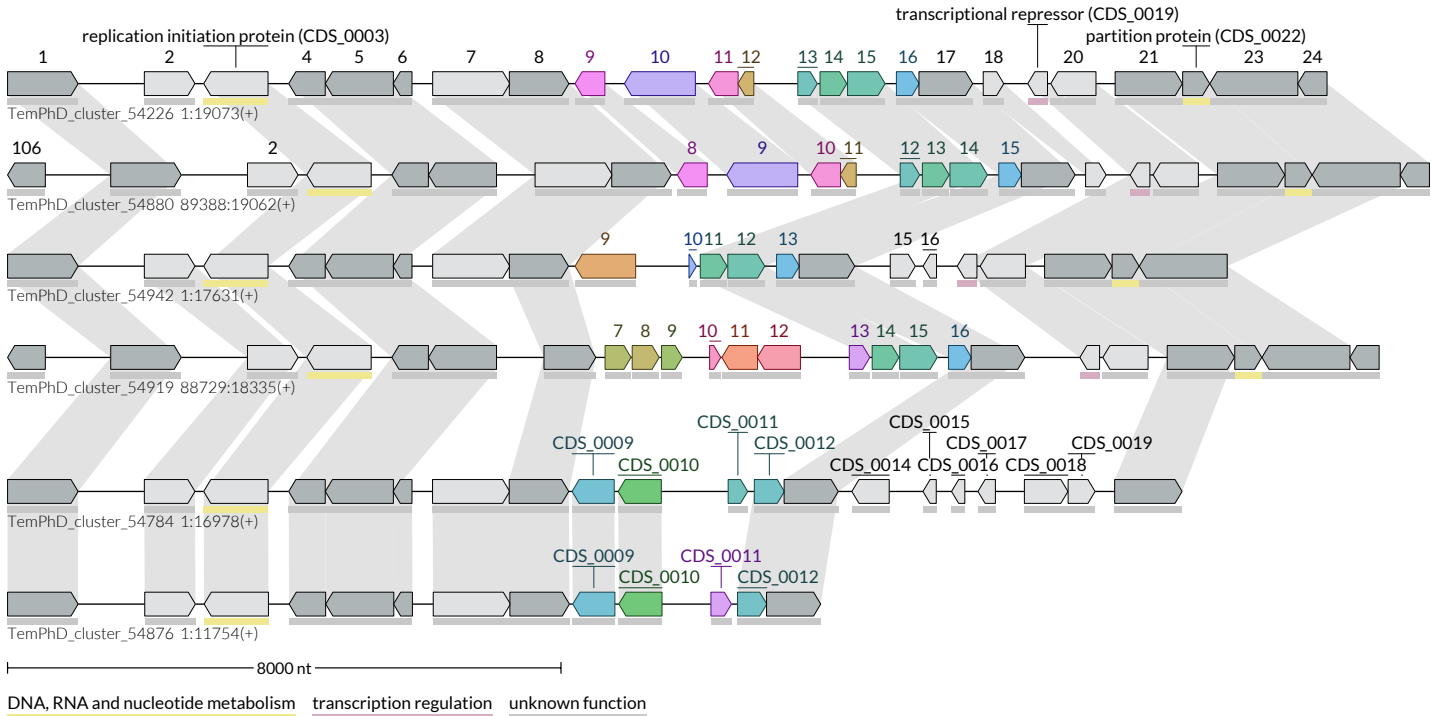 transcriptional repressor (CDS_0019)
replication initiation protein (CDS_0003) partition protein (CDS_0022)
1 2 4 5 6 7 8 9 10 11 12 13 14 15 16 17 18 20 21 23 24
TemPhD_cluster_54226 1:19073(+)
106 2 8 9 10 11 12 13 14 15
TemPhD_cluster_54880 89388:19062(+)
9 10 11 12 13 15 16
TemPhD_cluster_54942 1:17631(+)
7 8 9 10 11 12 13 14 15 16
TemPhD_cluster_54919 88729:18335(+)
CDS_0011 CDS_0015
CDS_0009 CDS_0012 CDS_0017 CDS_0019
CDS_0010 CDS_0014 CDS_0016 CDS_0018
TemPhD_cluster_54784 1:16978(+)
CDS_0009 CDS_0011
CDS_0010 CDS_0012
TemPhD_cluster_54876 1:11754(+)
8000 nt
DNA, RNA and nucleotide metabolism transcription regulation unknown function